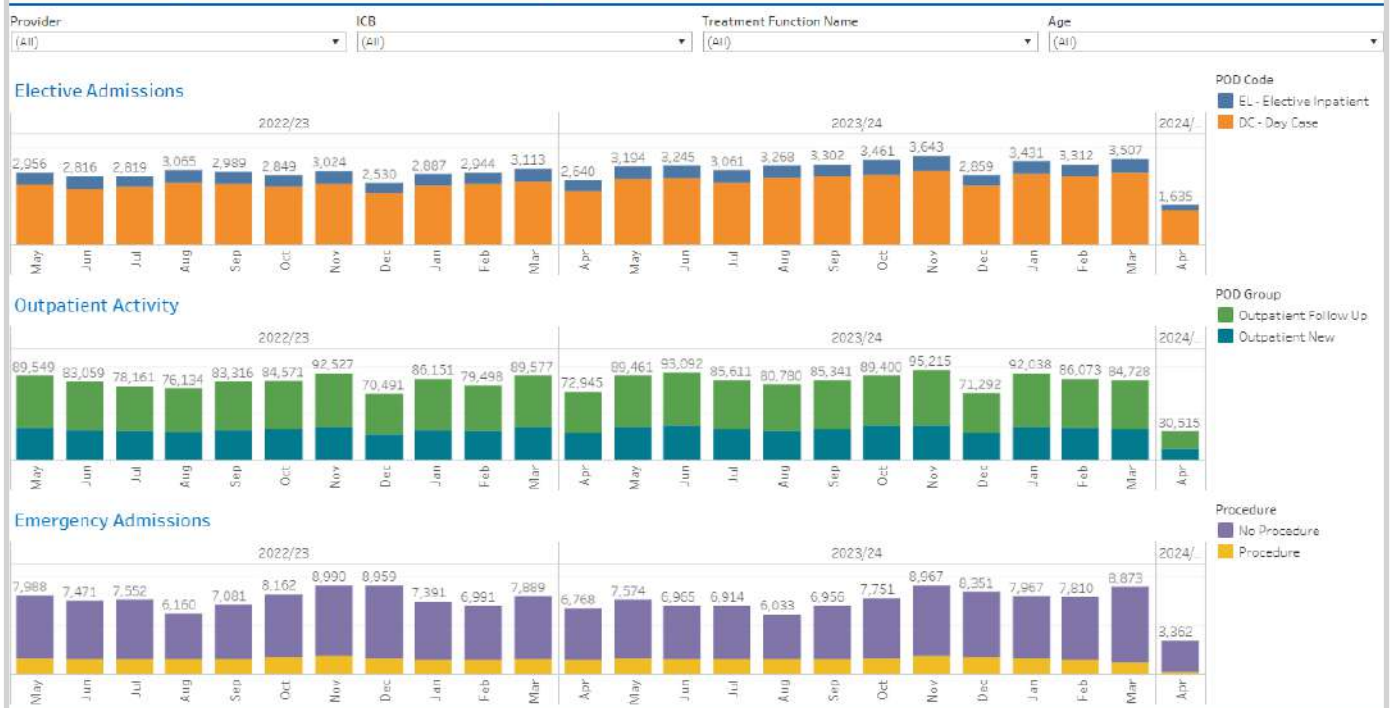 Provider ICB Treatment Function Name Age
(All) (All) (All) (All)
Elective Admissions
POD Code
EL - Elective Inpatient
DC - Day Case
2022/23 2023/24 2024/..
2,956 2,816 2,819 3,065 2,989 2,849 3,024 2,530 2,887 2,944 3,113 2,640 3,194 3,245 3,061 3,268 3,302 3,461 3,643 2,859 3,431 3,312 3,507 1,635
May Jun Jul Aug Sep Oct Nov Dec Jan Feb Mar Apr May Jun Jul Aug Sep Oct Nov Dec Jan Feb Mar Apr
Outpatient Activity
POD Group
Outpatient Follow Up
Outpatient New
2022/23 2023/24 2024/..
89,549 83,059 78,161 76,134 83,316 84,571 92,527 70,491 86,151 79,498 89,577 72,945 89,461 93,092 85,611 80,780 85,341 89,400 95,215 71,292 92,038 86,073 84,728 30,515
May Jun Jul Aug Sep Oct Nov Dec Jan Feb Mar Apr May Jun Jul Aug Sep Oct Nov Dec Jan Feb Mar Apr
Emergency Admissions
Procedure
No Procedure
Procedure
2022/23 2023/24 2024/..
7,988 7,471 7,552 6,160 7,081 8,162 8,990 8,959 7,391 6,991 7,889 6,768 7,574 6,965 6,914 6,033 6,956 7,751 8,967 8,351 7,967 7,810 8,873 3,362
May Jun Jul Aug Sep Oct Nov Dec Jan Feb Mar Apr May Jun Jul Aug Sep Oct Nov Dec Jan Feb Mar Apr